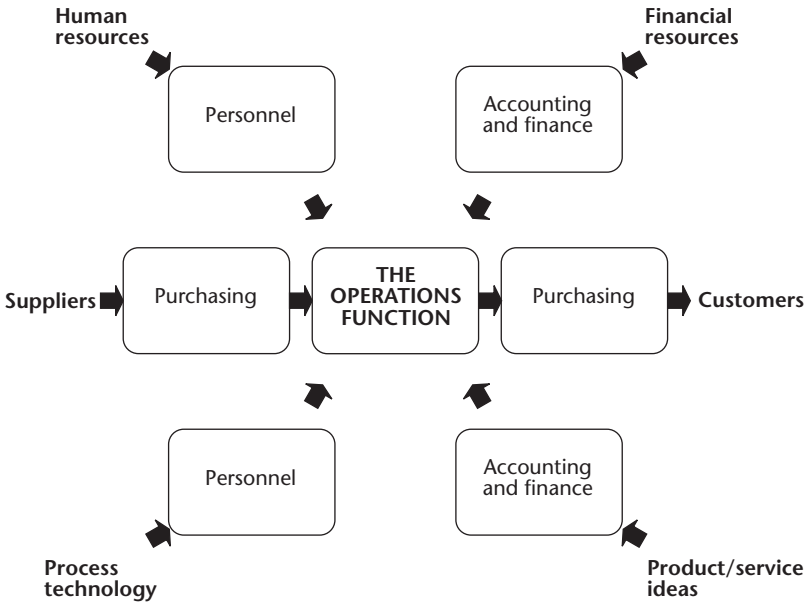 Human
resources
Financial
resources
Personnel
Accounting
and finance
Suppliers
Purchasing
THE
OPERATIONS
FUNCTION
Purchasing
Customers
Personnel
Accounting
and finance
Process
technology
Product/service
ideas